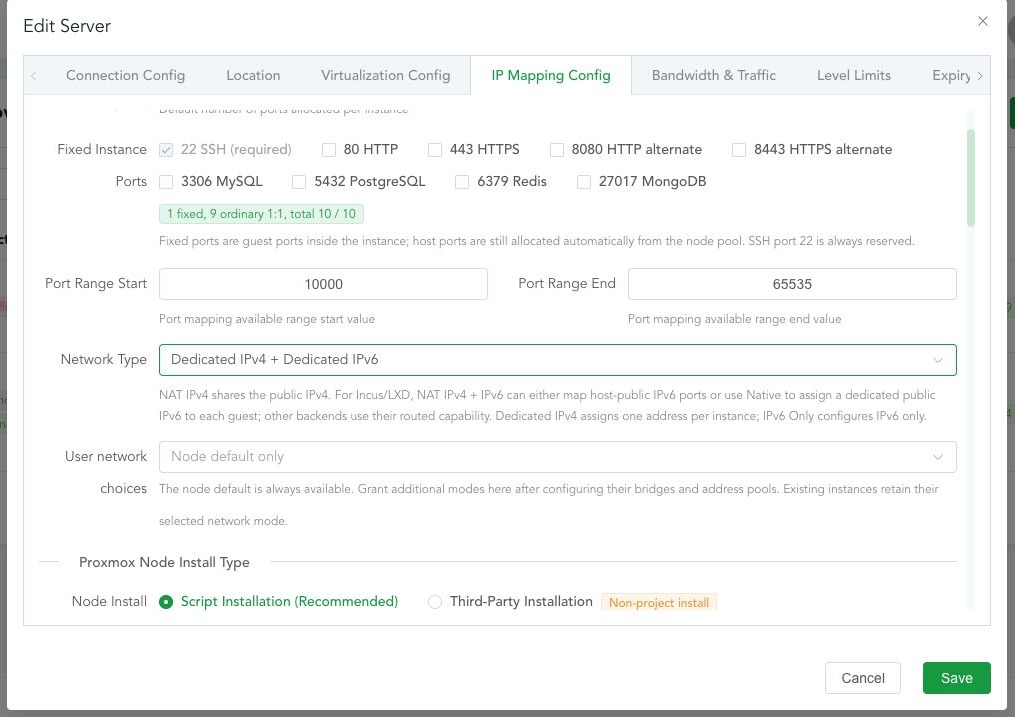 Edit Server
Connection Config Location Virtualization Config IP Mapping Config Bandwidth & Traffic Level Limits Expiry
Default number of ports allocated per instance
Fixed Instance 22 SSH (required) 80 HTTP 443 HTTPS 8080 HTTP alternate 8443 HTTPS alternate
Ports 3306 MySQL 5432 PostgreSQL 6379 Redis 27017 MongoDB
1 fixed, 9 ordinary 1:1, total 10 / 10
Fixed ports are guest ports inside the instance; host ports are still allocated automatically from the node pool. SSH port 22 is always reserved.
Port Range Start 10000 Port Range End 65535
Port mapping available range start value Port mapping available range end value
Network Type Dedicated IPv4 + Dedicated IPv6
NAT IPv4 shares the public IPv4. For Incus/LXD, NAT IPv4 + IPv6 can either map host-public IPv6 ports or use Native to assign a dedicated public
IPv6 to each guest; other backends use their routed capability. Dedicated IPv4 assigns one address per instance; IPv6 Only configures IPv6 only.
User network Node default only
choices The node default is always available. Grant additional modes here after configuring their bridges and address pools. Existing instances retain their
selected network mode.
Proxmox Node Install Type
Node Install Script Installation (Recommended) Third-Party Installation Non-project install
Cancel Save